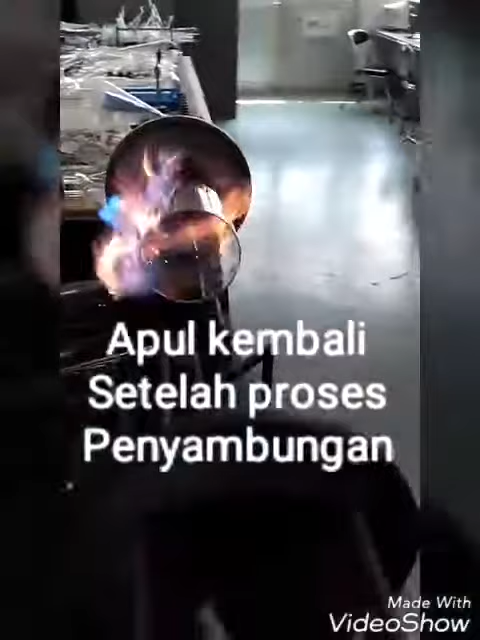 Apul kembali
Setelah proses
Penyambungan
Made With
VideoShow